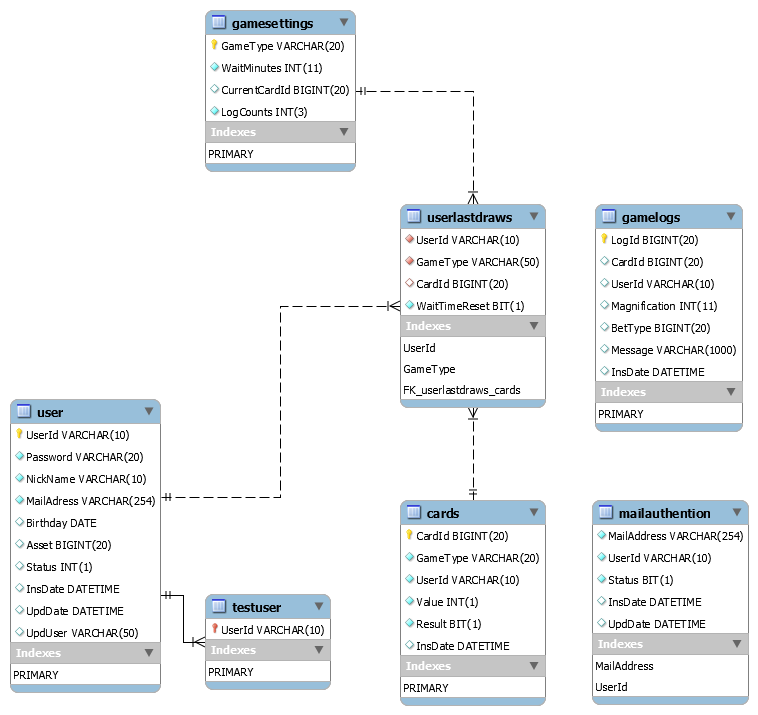 gamesettings
GameType VARCHAR(20)
WaitMinutes INT(11)
CurrentCardId BIGINT(20)
LogCounts INT(3)
Indexes
PRIMARY
userlastdraws
UserId VARCHAR(10)
GameType VARCHAR(50)
CardId BIGINT(20)
WaitTimeReset BIT(1)
Indexes
UserId
GameType
FK_userlastdraws_cards
gamelogs
LogId BIGINT(20)
CardId BIGINT(20)
UserId VARCHAR(10)
Magnification INT(11)
BetType BIGINT(20)
Message VARCHAR(1000)
InsDate DATETIME
Indexes
PRIMARY
user
UserId VARCHAR(10)
Password VARCHAR(20)
NickName VARCHAR(10)
MailAdress VARCHAR(254)
Birthday DATE
Asset BIGINT(20)
Status INT(1)
InsDate DATETIME
UpdDate DATETIME
UpdUser VARCHAR(50)
Indexes
PRIMARY
testuser
UserId VARCHAR(10)
Indexes
PRIMARY
cards
CardId BIGINT(20)
GameType VARCHAR(20)
UserId VARCHAR(10)
Value INT(1)
Result BIT(1)
InsDate DATETIME
Indexes
PRIMARY
mailauthention
MailAddress VARCHAR(254)
UserId VARCHAR(10)
Status BIT(1)
InsDate DATETIME
UpdDate DATETIME
Indexes
MailAddress
UserId